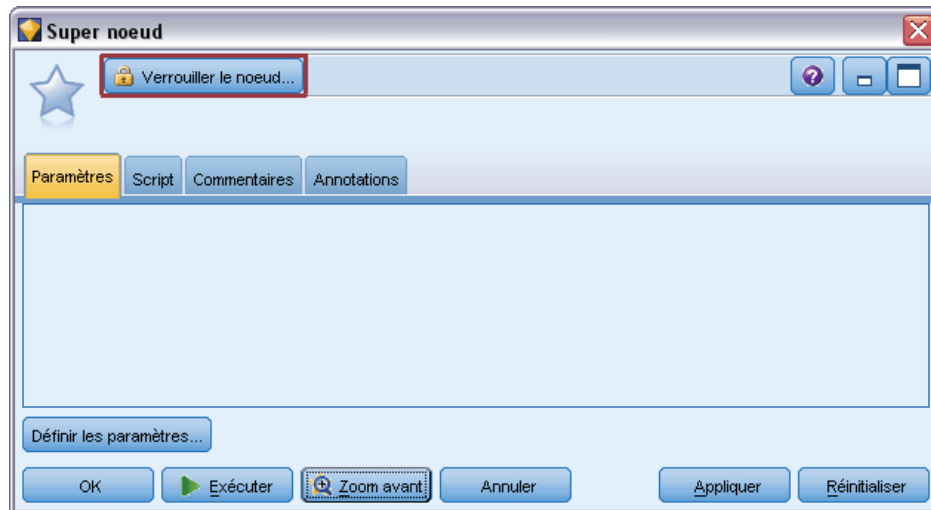 Super noeud
Verrouiller le noeud...
Paramètres Script Commentaires Annotations
Définir les paramètres...
OK Exécuter Zoom avant Annuler Appliquer Réinitialiser